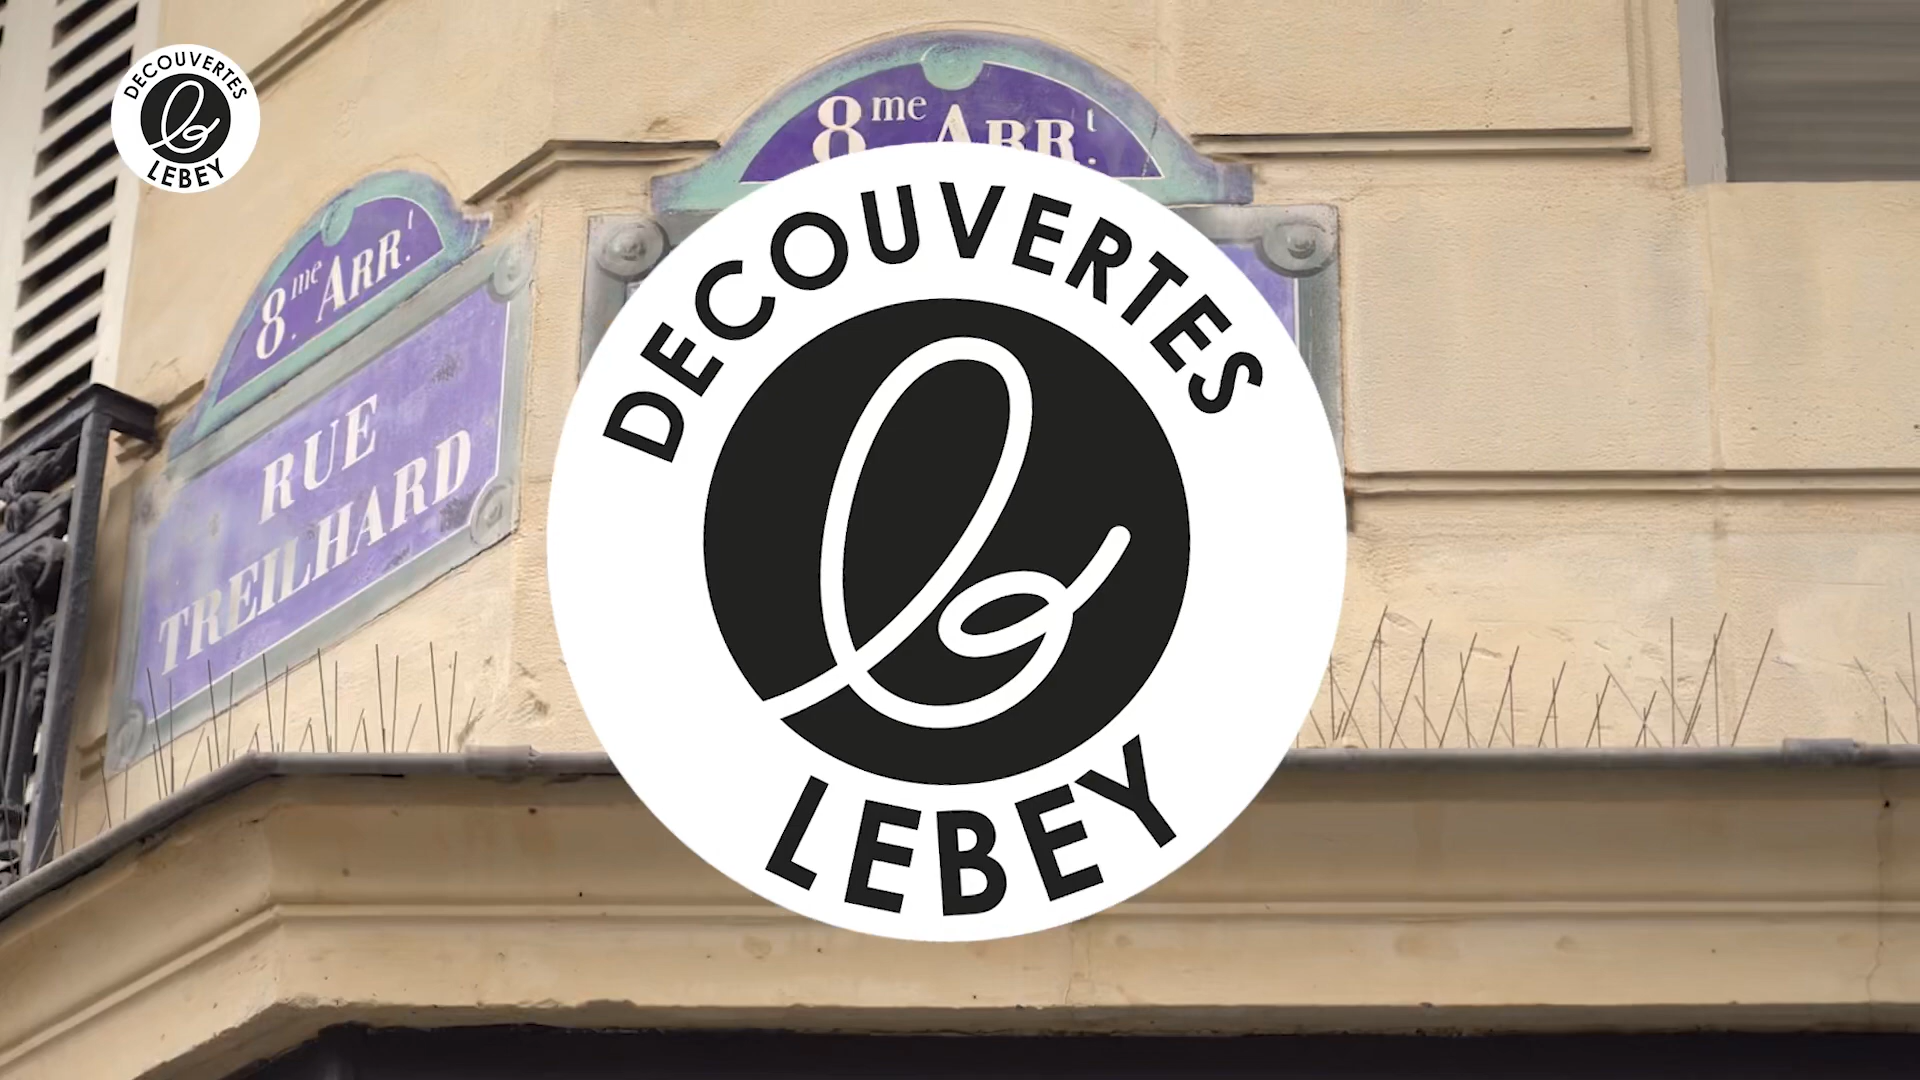 DECOUVERTES
LEBEY
8me ARRt.
8me ARRt.
RUE
TREILHARD
DECOUVERTES
LEBEY